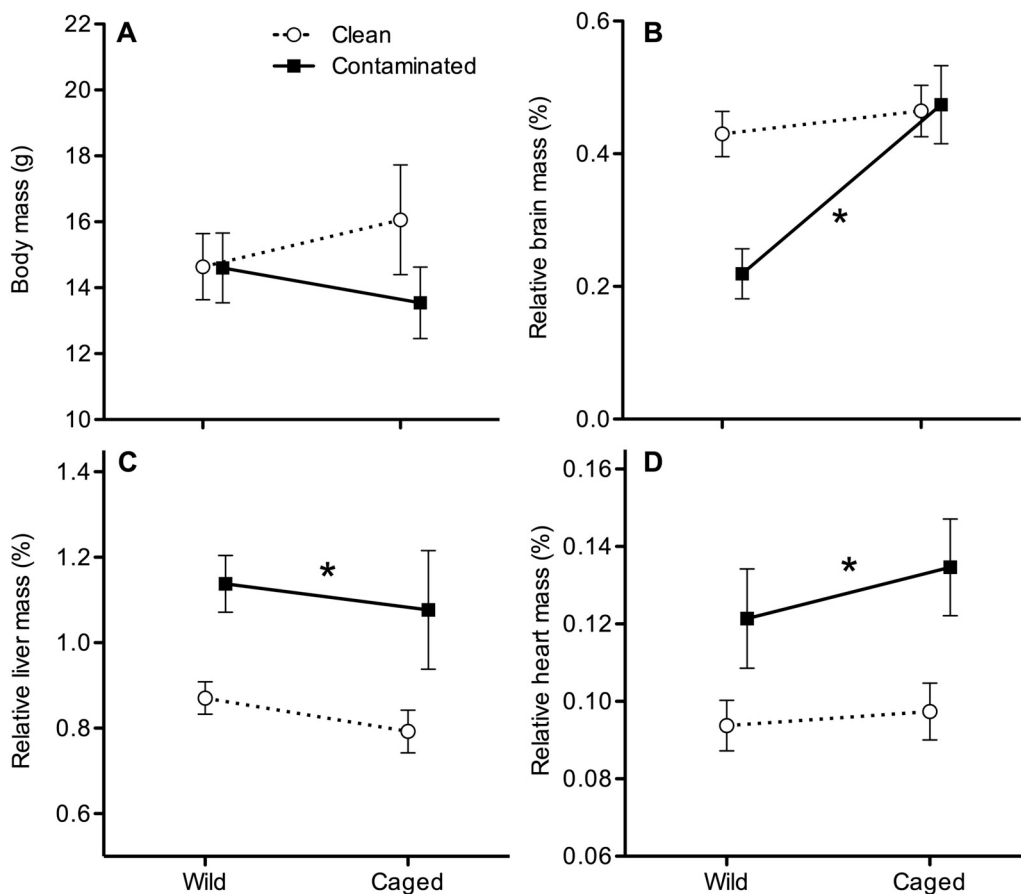 A
Clean
Contaminated
Body mass (g)
22
20
18
16
14
12
10
B
Relative brain mass (%)
0.6
0.4
0.2
0.0
*
C
Relative liver mass (%)
1.4
1.2
1.0
0.8
0.6
*
Wild Caged
D
Relative heart mass (%)
0.16
0.14
0.12
0.10
0.08
0.06
*
Wild Caged